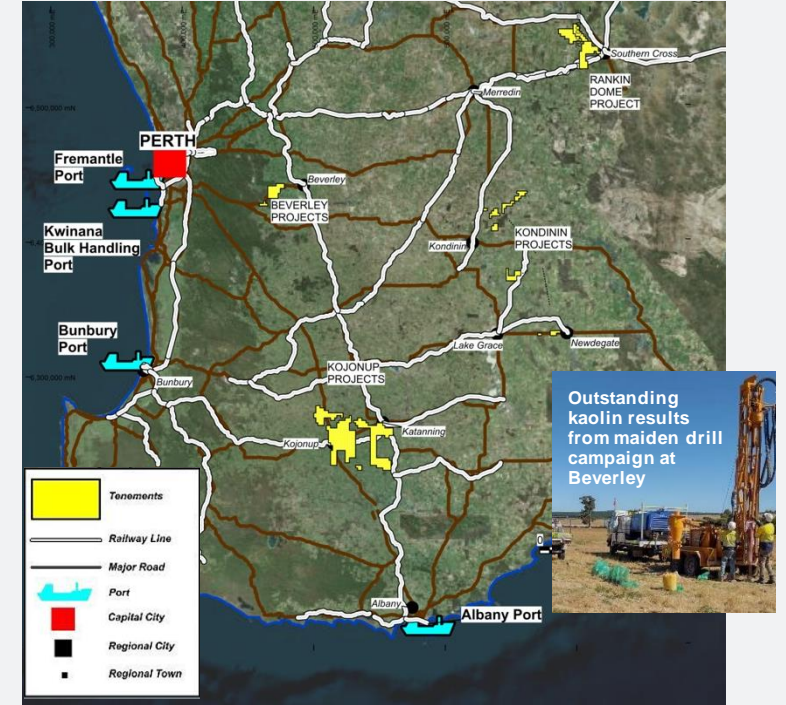 Southern Cross
RANKIN
DOME
PROJECT
Merredin
PERTH
Fremantle
Port
Beverley
BEVERLEY
PROJECTS
Kwinana
Bulk Handling
Port
Kondinin
KONDININ
PROJECTS
Bunbury
Port
Bunbury
Lake Grace
Newdegate
KOJONUP
PROJECTS
Kojonup
Katanning
Outstanding
kaolin results
from maiden drill
campaign at
Beverley
0
Albany
Albany Port
Tenements
Railway Line
Major Road
Port
Capital City
Regional City
Regional Town